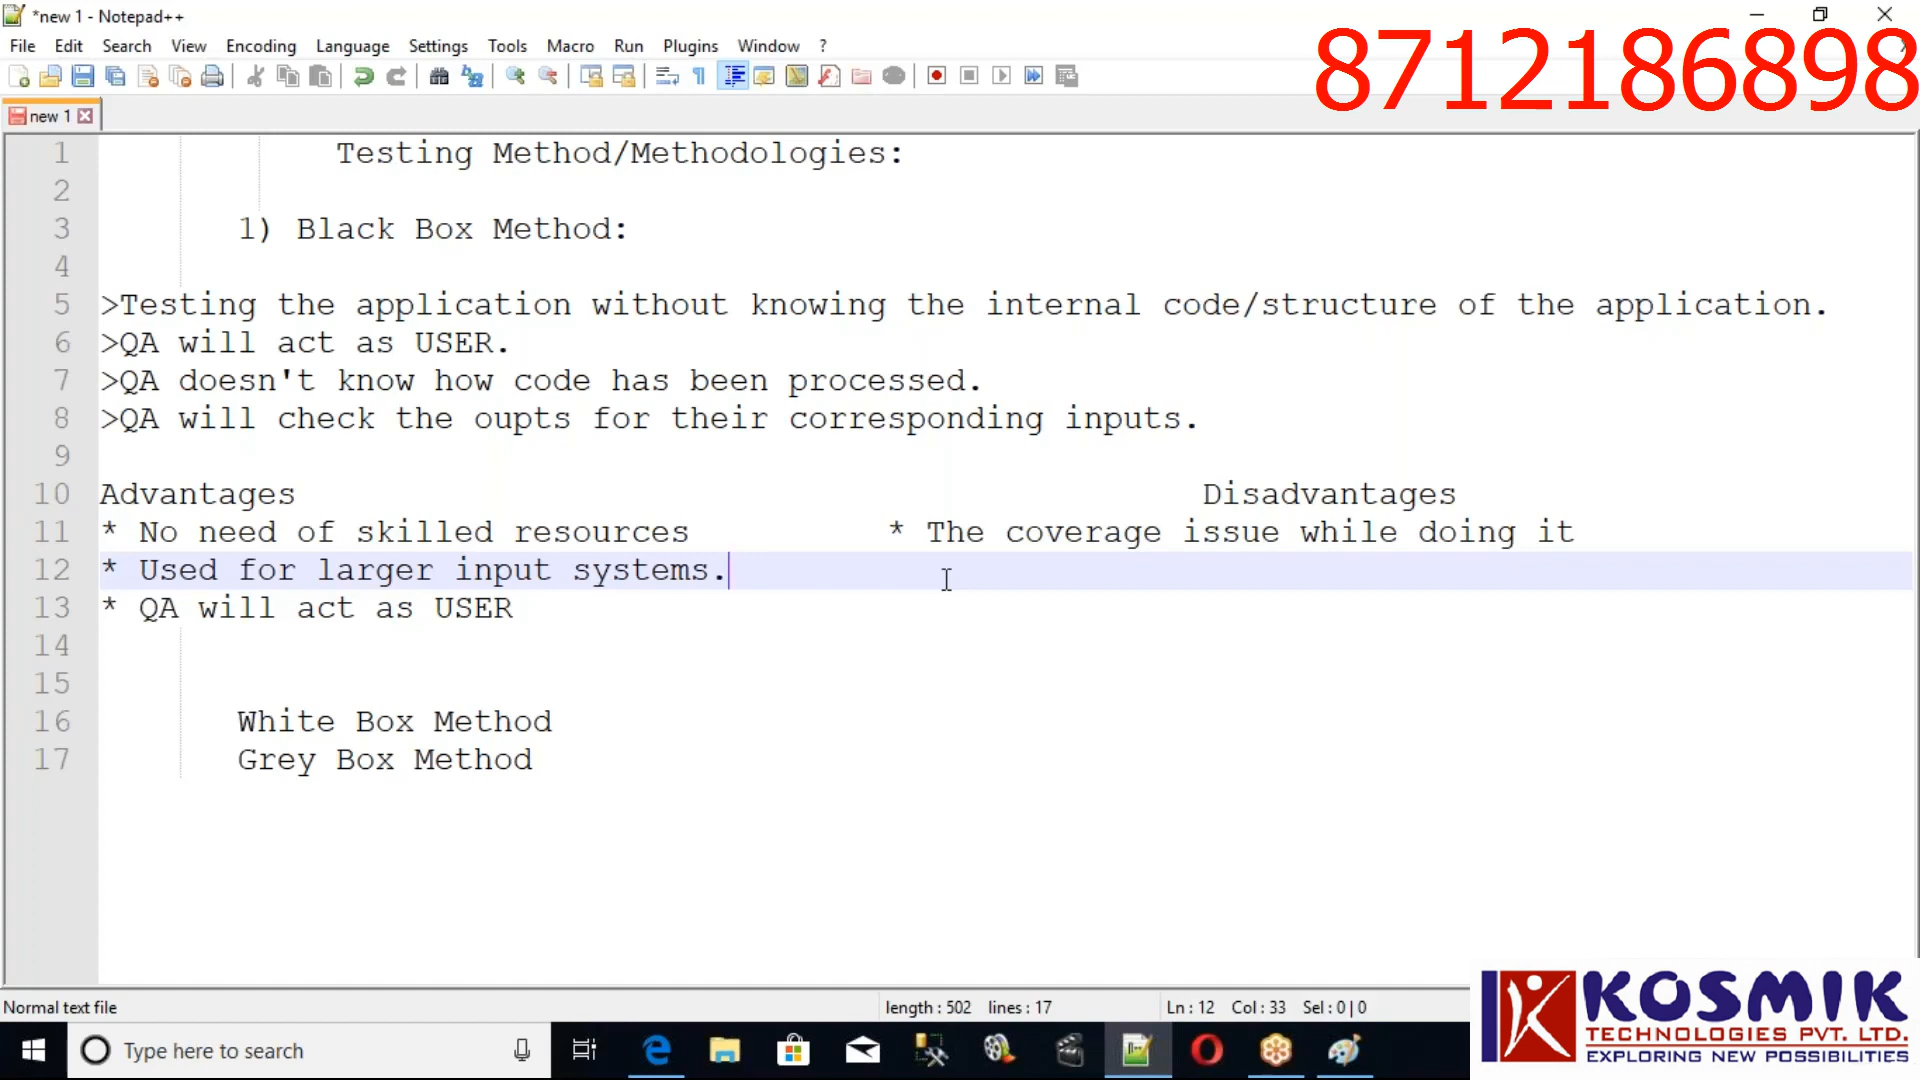 *new 1 - Notepad++
File Edit Search View Encoding Language Settings Tools Macro Run Plugins Window ?
8712186898
new 1
1 Testing Method/Methodologies:
2
3 1) Black Box Method:
4
5 >Testing the application without knowing the internal code/structure of the application.
6 >QA will act as USER.
7 >QA doesn't know how code has been processed.
8 >QA will check the oupts for their corresponding inputs.
9
10 Advantages Disadvantages
11 * No need of skilled resources * The coverage issue while doing it
12 * Used for larger input systems.
13 * QA will act as USER
14
15
16 White Box Method
17 Grey Box Method
Normal text file length : 502 lines : 17 Ln : 12 Col : 33 Sel : 0 | 0
Type here to search
KOSMIK
TECHNOLOGIES PVT. LTD.
EXPLORING NEW POSSIBILITIES